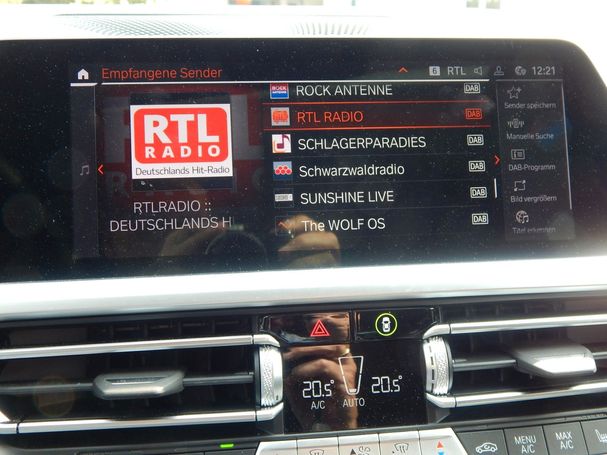 Empfangene Sender
6 RTL 12:21
ROCK ANTENNE DAB
RTL RADIO DAB
SCHLAGERPARADIES DAB
Schwarzwaldradio DAB
SUNSHINE LIVE DAB
The WOLF OS DAB
RTL
RADIO
Deutschlands Hit-Radio
RTLRADIO ::
DEUTSCHLANDS H
Sender speichern
Manuelle Suche
DAB-Programm
Bild vergrößern
Titel erkennen
20.5° 20.5°
A/C AUTO
MENU
A/C
MAX
A/C